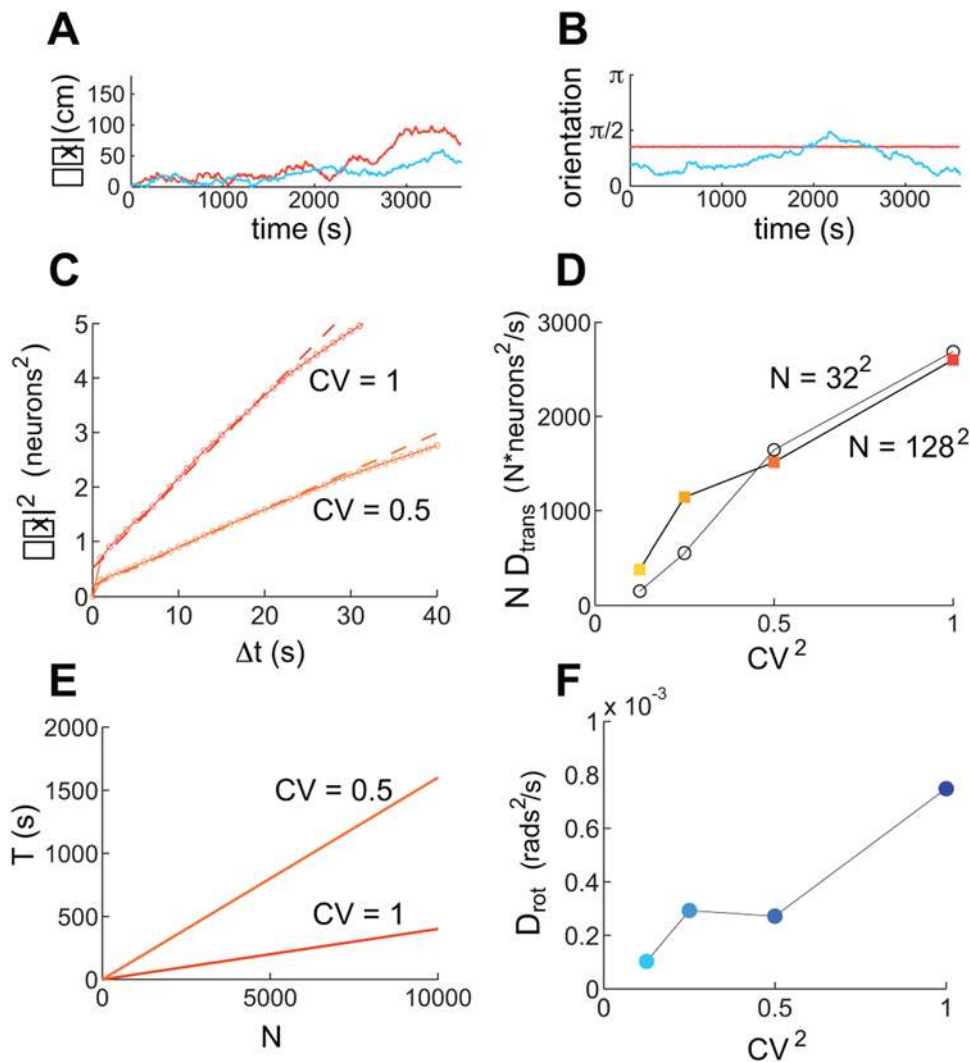 A
150
100
50
0
|x|(cm)
0 1000 2000 3000
time (s)
B
π
π/2
0
orientation
0 1000 2000 3000
time (s)
C
5
4
3
2
1
0
|x|² (neurons²)
CV = 1
CV = 0.5
0 10 20 30 40
Δt (s)
D
3000
2000
1000
0
N D_trans (N*neurons²/s)
N = 32²
N = 128²
0 0.5 1
CV²
E
2000
1500
1000
500
0
T (s)
CV = 0.5
CV = 1
0 5000 10000
N
F
x 10⁻³
1
0.8
0.6
0.4
0.2
0
D_rot (rads²/s)
0 0.5 1
CV²